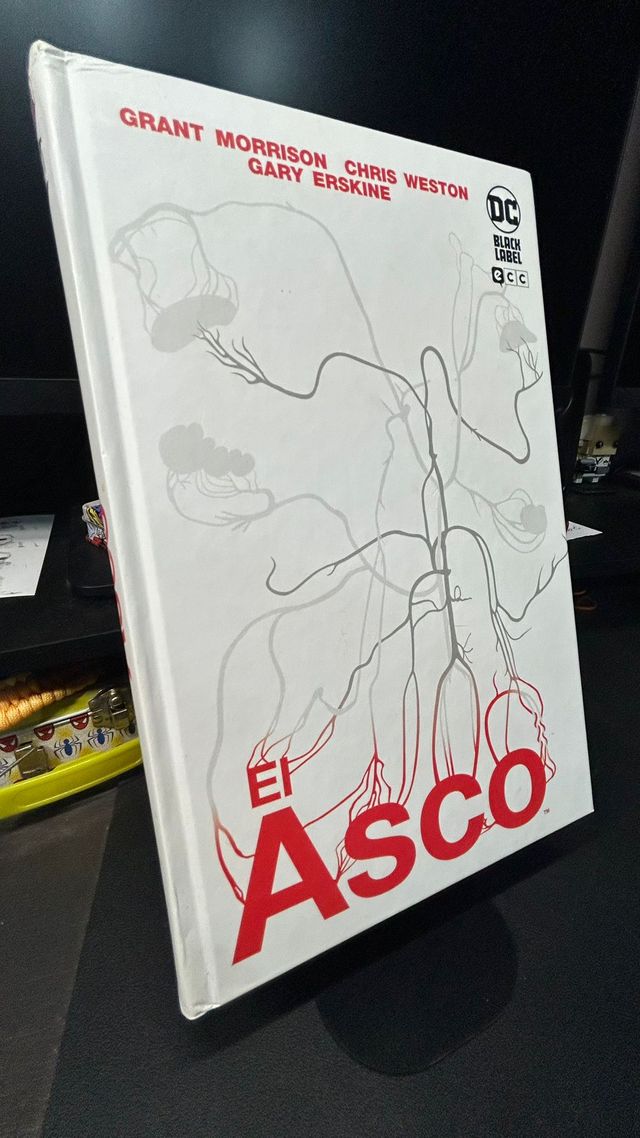 GRANT MORRISON CHRIS WESTON
GARY ERSKINE
DC
BLACK
LABEL
ecc
El
Asco
™